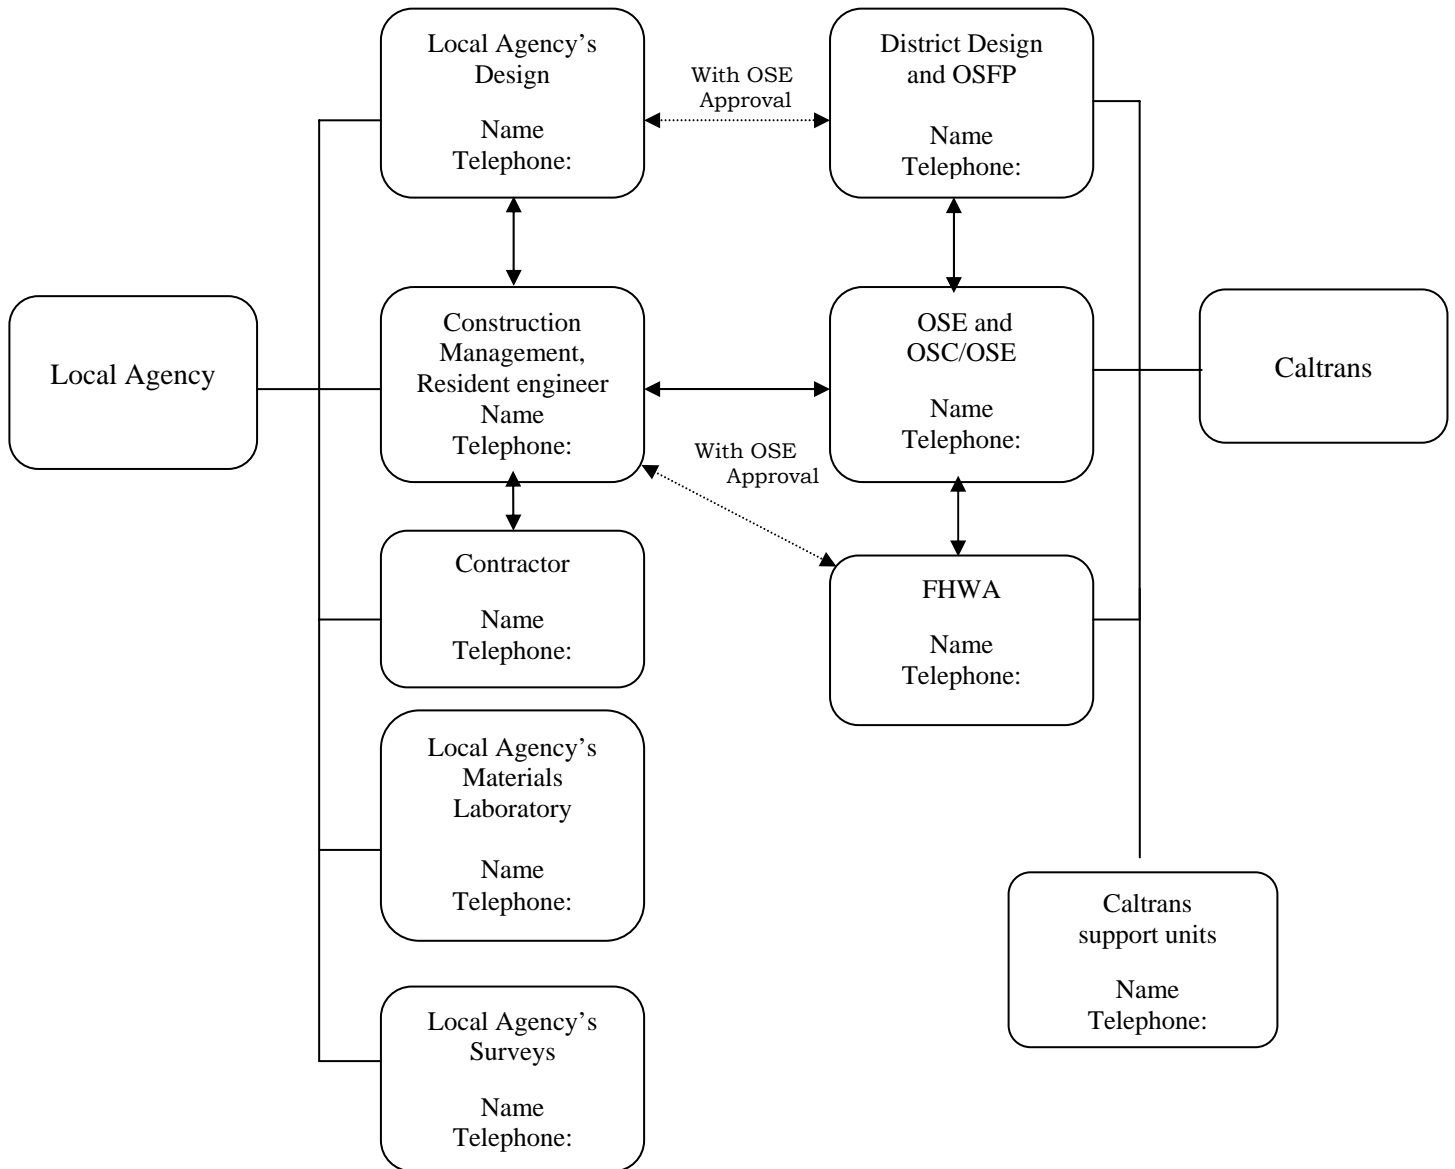 Local Agency’s
Design
Name
Telephone:
With OSE
Approval
District Design
and OSFP
Name
Telephone:
Local Agency
Construction
Management,
Resident engineer
Name
Telephone:
OSE and
OSC/OSE
Name
Telephone:
Caltrans
With OSE
Approval
Contractor
Name
Telephone:
FHWA
Name
Telephone:
Local Agency’s
Materials
Laboratory
Name
Telephone:
Caltrans
support units
Name
Telephone:
Local Agency’s
Surveys
Name
Telephone: